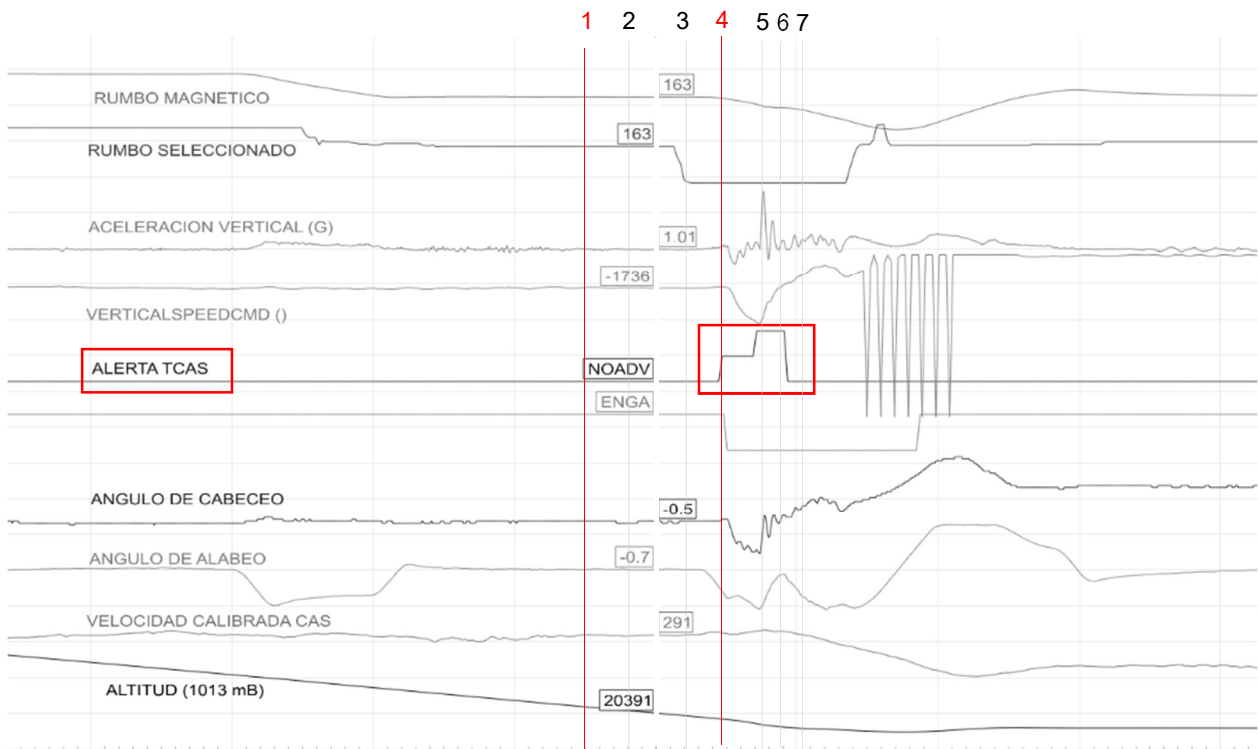 1 2 3 4 5 6 7
163
RUMBO MAGNETICO
163
RUMBO SELECCIONADO
ACELERACION VERTICAL (G)
1.01
-1736
VERTICALSPEEDCMD ()
ALERTA TCAS
NOADV
ENGA
ANGULO DE CABECEO
-0.5
ANGULO DE ALABEO
-0.7
VELOCIDAD CALIBRADA CAS
291
ALTITUD (1013 mB)
20391